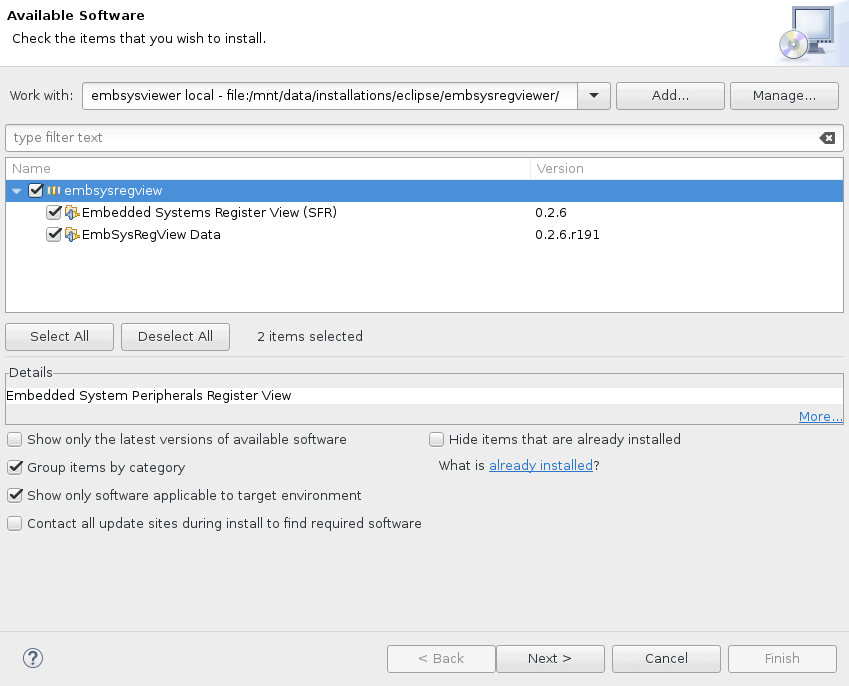 Available Software
Check the items that you wish to install.
Work with: embsysviewer local - file:/mnt/data/installations/eclipse/embsysregviewer/ Add... Manage...
type filter text
Name Version
embsysregview
Embedded Systems Register View (SFR) 0.2.6
EmbSysRegView Data 0.2.6.r191
Select All Deselect All 2 items selected
Details
Embedded System Peripherals Register View
More...
Show only the latest versions of available software Hide items that are already installed
Group items by category What is already installed?
Show only software applicable to target environment
Contact all update sites during install to find required software
? < Back Next > Cancel Finish